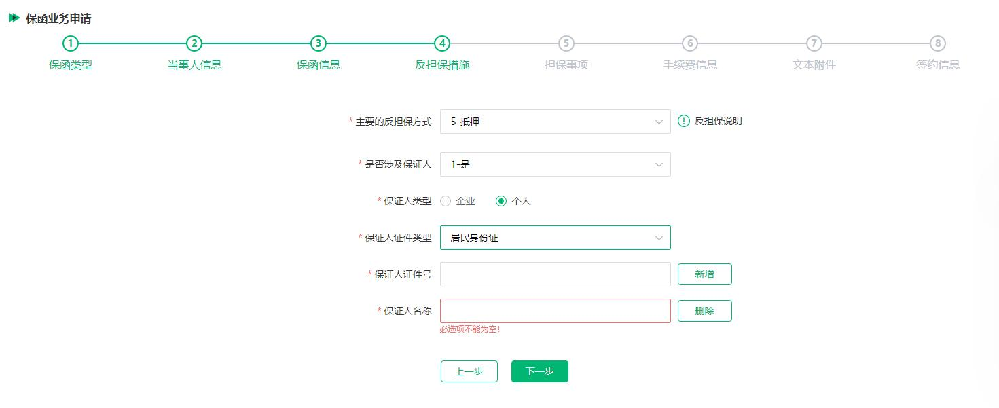 保函业务申请
1 2 3 4 5 6 7 8
保函类型 当事人信息 保函信息 反担保措施 担保事项 手续费信息 文本附件 签约信息
* 主要的反担保方式 5-抵押 ! 反担保说明
* 是否涉及保证人 1-是
* 保证人类型 企业 个人
* 保证人证件类型 居民身份证
* 保证人证件号 新增
* 保证人名称 删除
必选项不能为空!
上一步 下一步